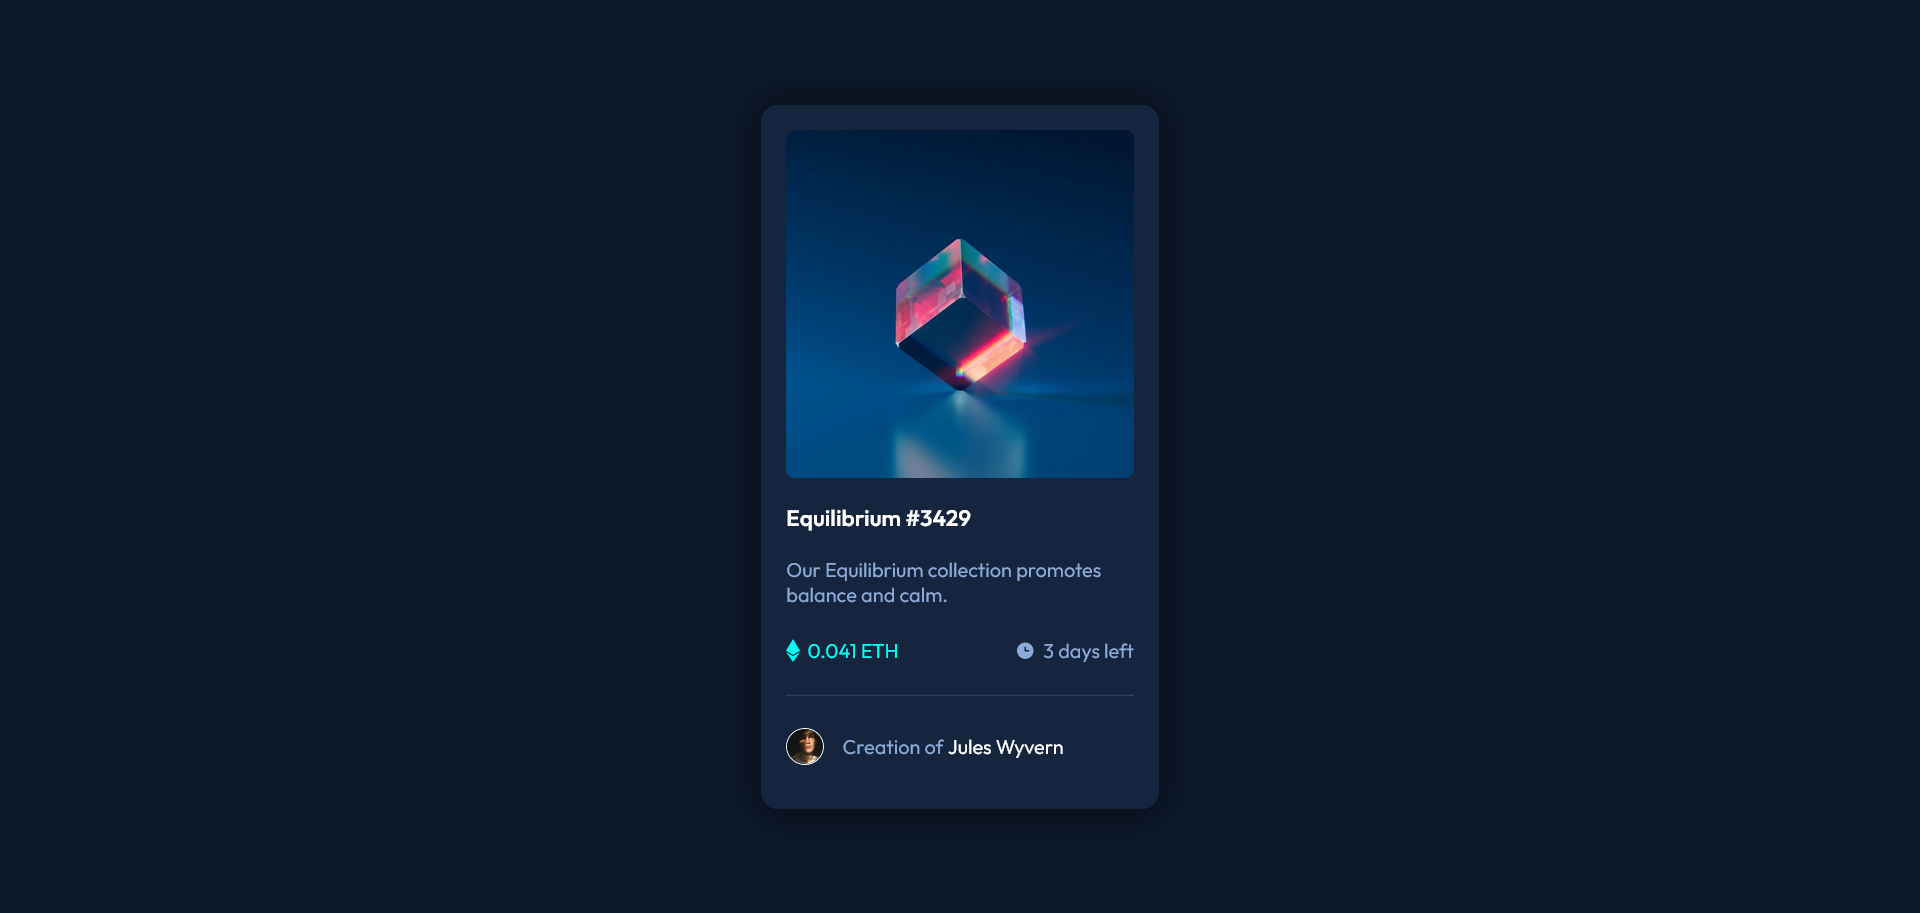 Equilibrium #3429
Our Equilibrium collection promotes
balance and calm.
0.041 ETH
3 days left
Creation of Jules Wyvern